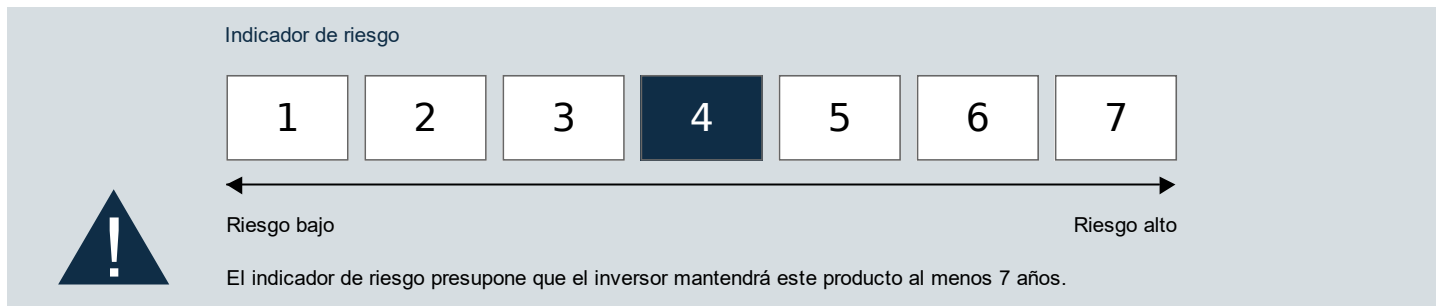 Indicador de riesgo
1 2 3 4 5 6 7
Riesgo bajo Riesgo alto
!
El indicador de riesgo presupone que el inversor mantendrá este producto al menos 7 años.